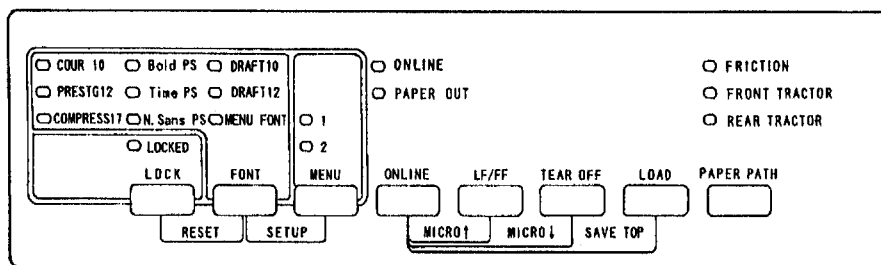 COUR 10 Bold PS DRAFT10 ONLINE FRICTION
PRESTG12 Time PS DRAFT12 PAPER OUT FRONT TRACTOR
COMPRESS17 N. Sans PS MENU FONT 1 REAR TRACTOR
LOCKED 2
LOCK FONT MENU ONLINE LF/FF TEAR OFF LOAD PAPER PATH
RESET SETUP MICRO↑ MICRO↓ SAVE TOP